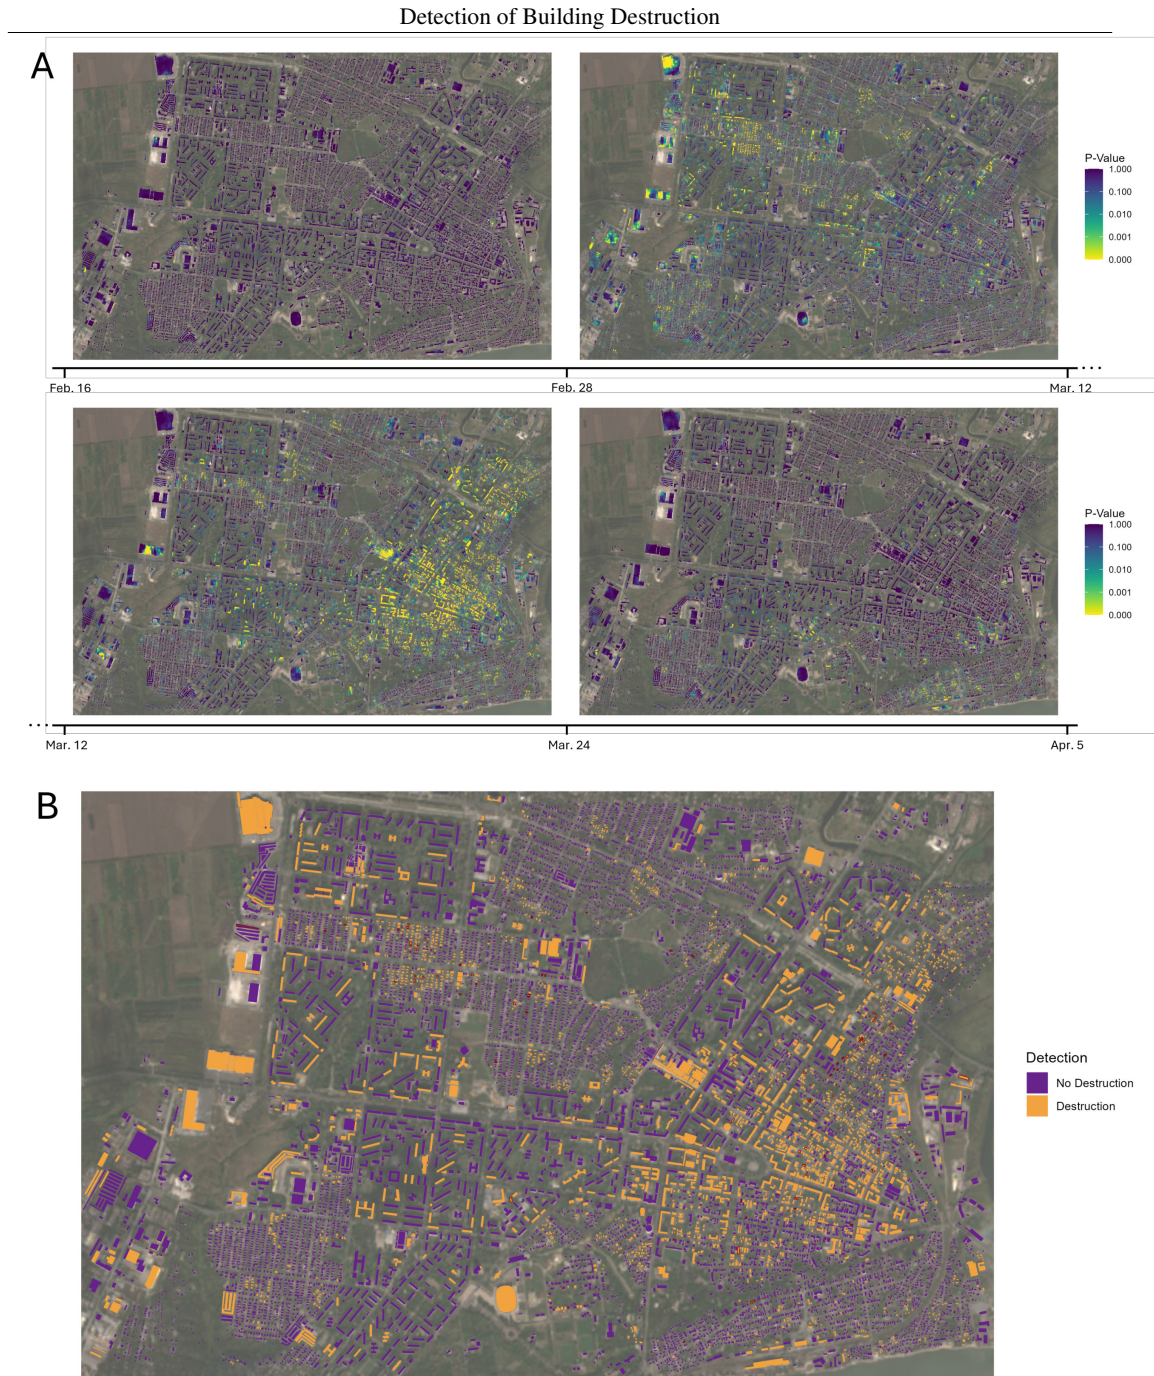 Detection of Building Destruction
A
P-Value
1.000
0.100
0.010
0.001
0.000
Feb. 16
Feb. 28
Mar. 12
P-Value
1.000
0.100
0.010
0.001
0.000
Mar. 12
Mar. 24
Apr. 5
B
Detection
No Destruction
Destruction